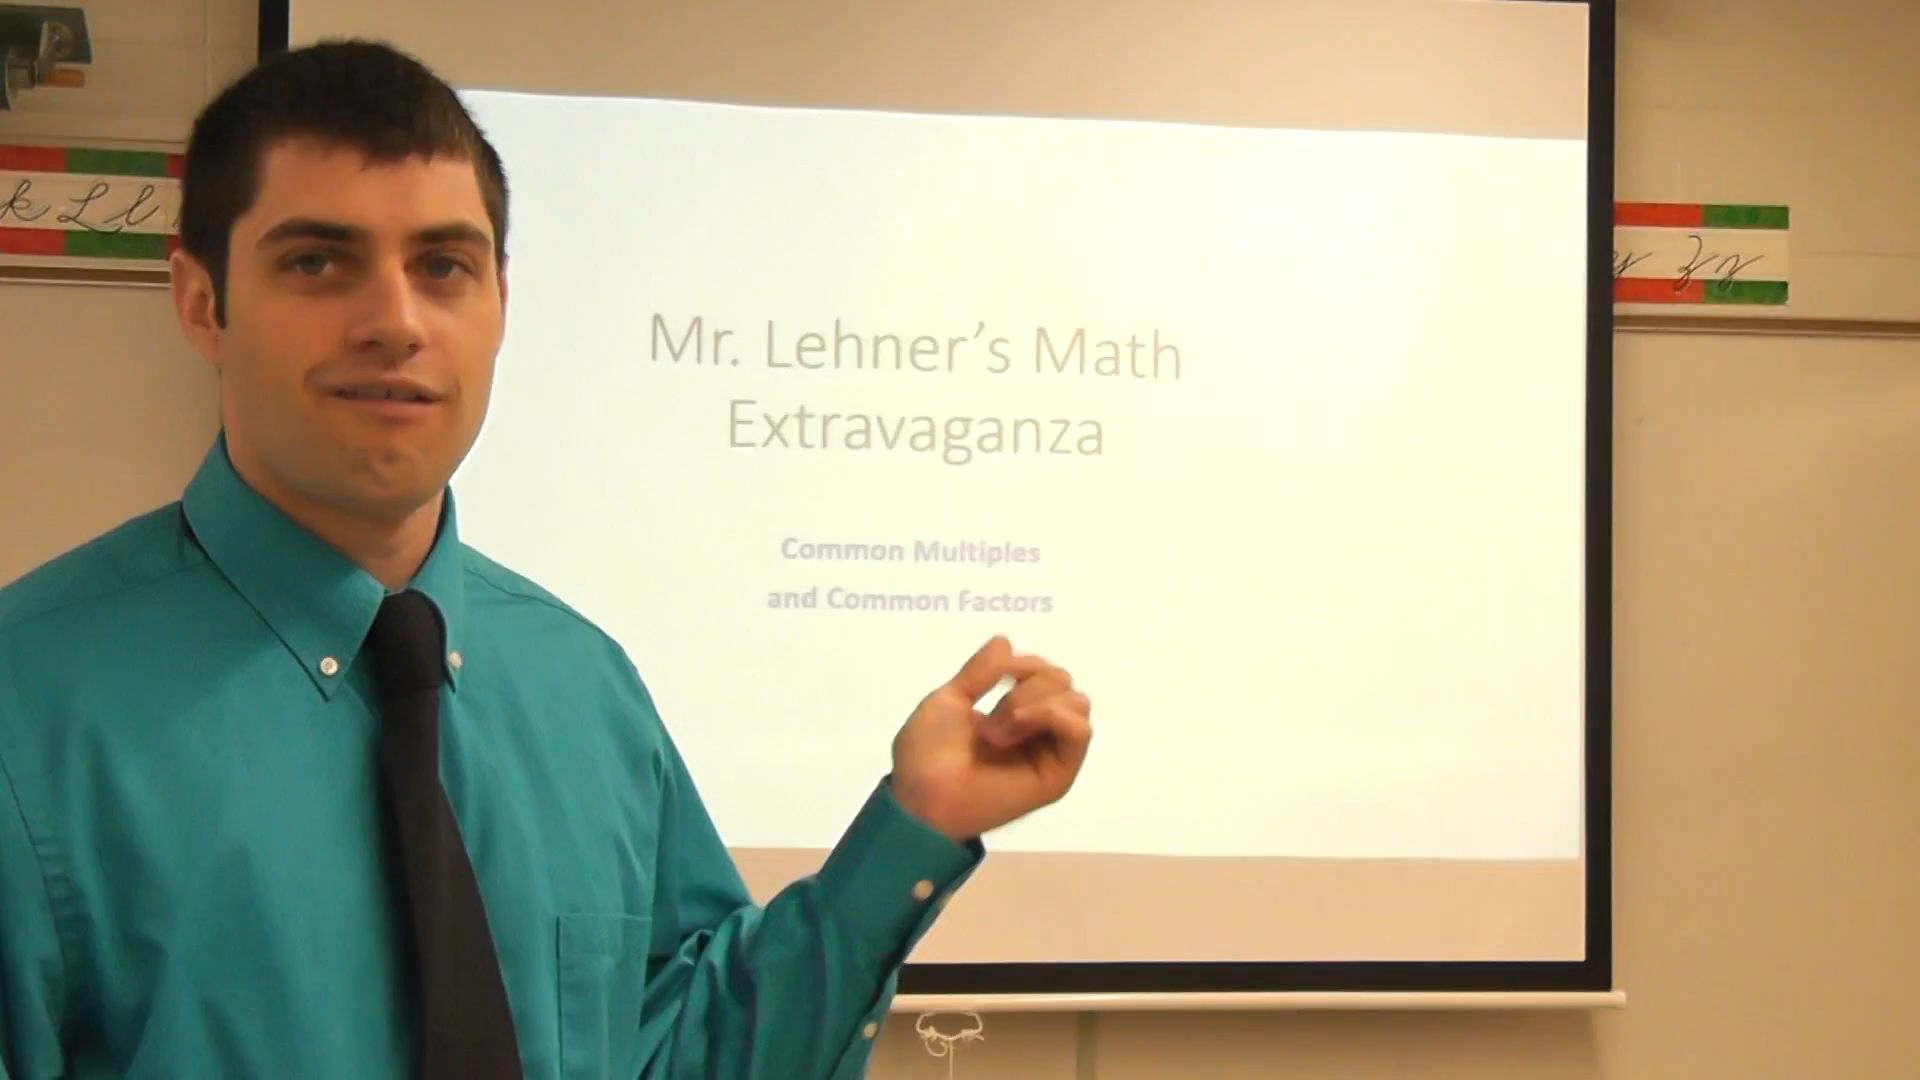 k L l
Mr. Lehner's Math
Extravaganza
Common Multiples
and Common Factors
y Z z